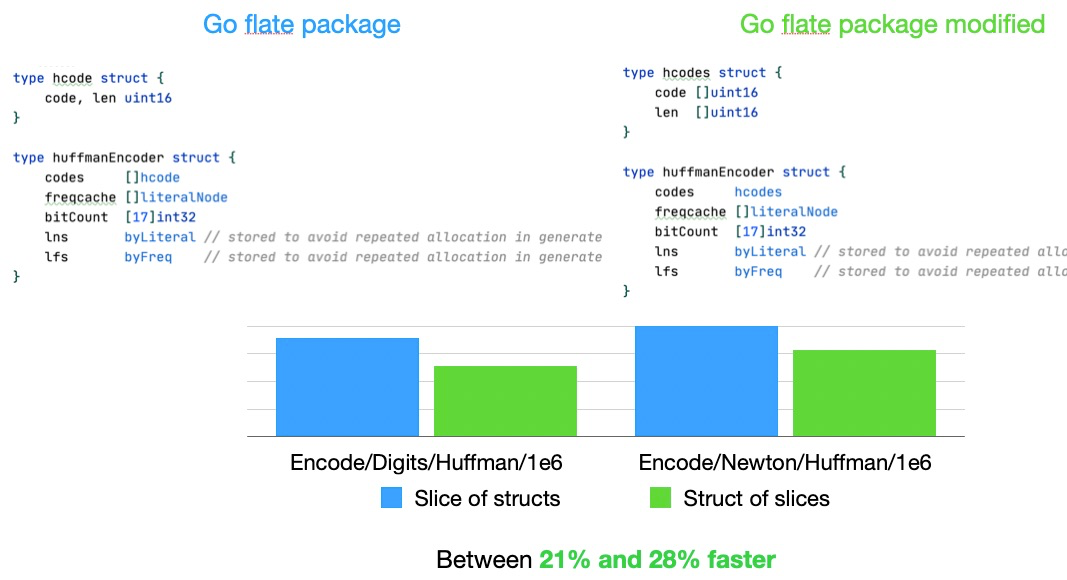 Go flate package
type hcode struct {
    code, len uint16
}
type huffmanEncoder struct {
    codes     []hcode
    freqcache []literalNode
    bitCount  [17]int32
    lns       byLiteral // stored to avoid repeated allocation in generate
    lfs       byFreq    // stored to avoid repeated allocation in generate
}
Go flate package modified
type hcodes struct {
    code []uint16
    len  []uint16
}
type huffmanEncoder struct {
    codes     hcodes
    freqcache []literalNode
    bitCount  [17]int32
    lns       byLiteral // stored to avoid repeated allo
    lfs       byFreq    // stored to avoid repeated allo
}
Encode/Digits/Huffman/1e6
Encode/Newton/Huffman/1e6
Slice of structs
Struct of slices
Between 21% and 28% faster